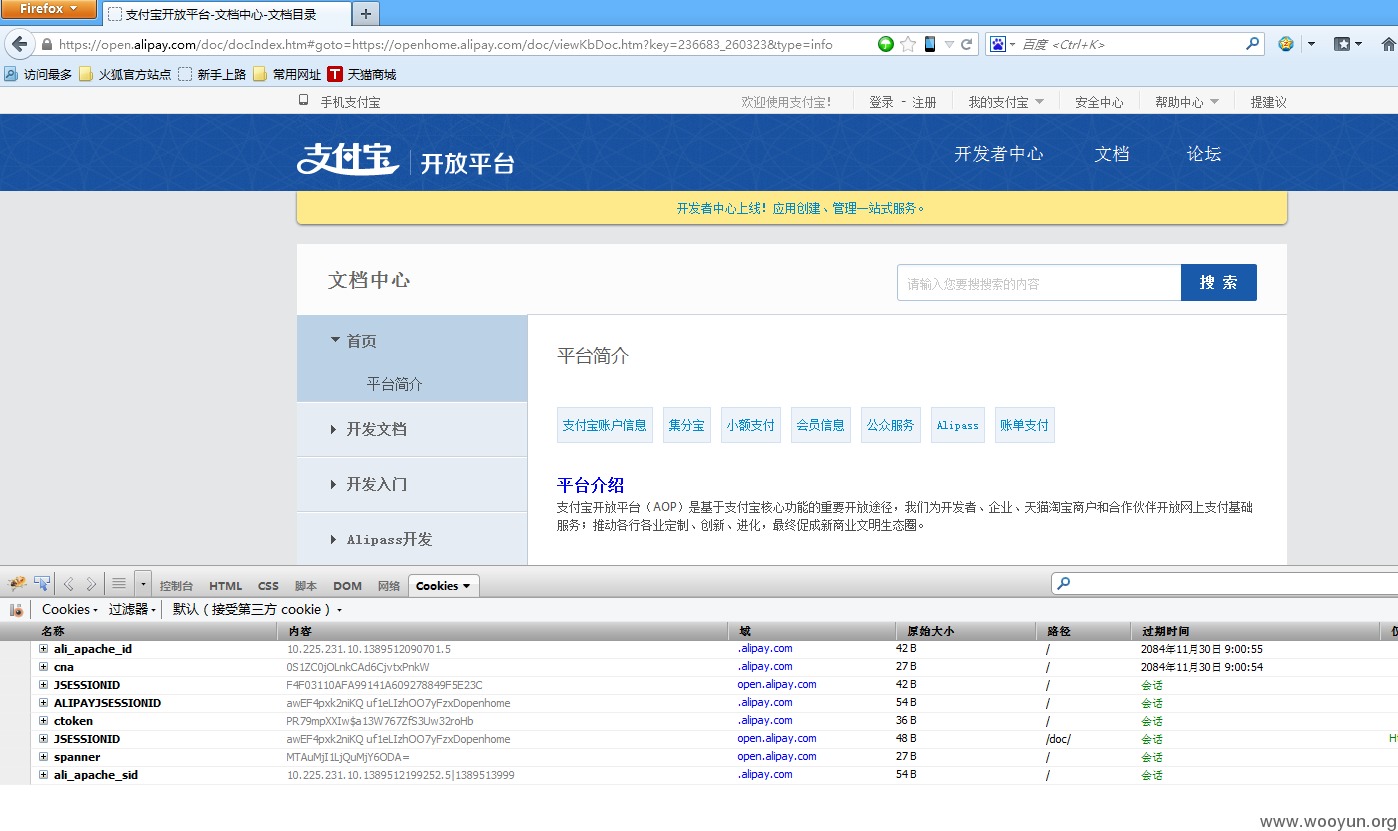 Firefox
支付宝开放平台-文档中心-文档目录
https://open.alipay.com/doc/docIndex.htm#goto=https://openhome.alipay.com/doc/viewKbDoc.htm?key=236683_260323&type=info
百度 <Ctrl+K>
访问最多 火狐官方站点 新手上路 常用网址 T 天猫商城
手机支付宝 欢迎使用支付宝! 登录 - 注册 我的支付宝 安全中心 帮助中心 提建议
支付宝 | 开放平台 开发者中心 文档 论坛
开发者中心上线! 应用创建、管理一站式服务。
文档中心 请输入您要搜搜索的内容 搜 索
首页
平台简介
开发文档
开发入门
Alipass开发
平台简介
支付宝账户信息 集分宝 小额支付 会员信息 公众服务 Alipass 账单支付
平台介绍
支付宝开放平台（AOP）是基于支付宝核心功能的重要开放途径，我们为开发者、企业、天猫淘宝商户和合作伙伴开放网上支付基础
服务；推动各行各业定制、创新、进化，最终促成新商业文明生态圈。
控制台 HTML CSS 脚本 DOM 网络 Cookies
Cookies 过滤器 默认（接受第三方 cookie）
名称 内容 域 原始大小 路径 过期时间
ali_apache_id 10.225.231.10.1389512090701.5 .alipay.com 42 B / 2084年11月30日 9:00:55
cna 0S1ZC0jOLnkCAd6CjvtxPnkW .alipay.com 27 B / 2084年11月30日 9:00:54
JSESSIONID F4F03110AFA99141A609278849F5E23C open.alipay.com 42 B / 会话
ALIPAYJSESSIONID awEF4pxk2niKQ uf1eLIzhOO7yFzxDopenhome .alipay.com 54 B / 会话
ctoken PR79mpXXIw$a13W767ZfS3Uw32roHb .alipay.com 36 B / 会话
JSESSIONID awEF4pxk2niKQ uf1eLIzhOO7yFzxDopenhome open.alipay.com 48 B /doc/ 会话
spanner MTAuMjI1LjQuMjY6ODA= open.alipay.com 27 B / 会话
ali_apache_sid 10.225.231.10.1389512199252.5|1389513999 .alipay.com 54 B / 会话
www.wooyun.org